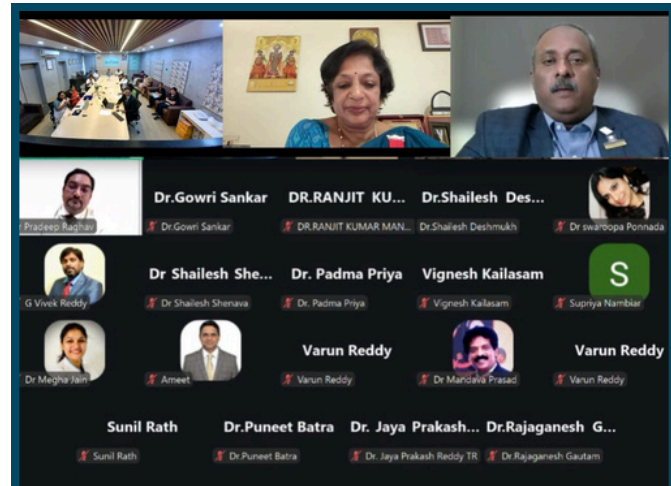 Dr.Gowri Sankar
DR.RANJIT KU...
Dr.Shailesh Des...
r Pradeep Raghav
Dr.Gowri Sankar
DR.RANJIT KUMAR MAN...
Dr.Shailesh Deshmukh
Dr swaroopa Ponnada
Dr Shailesh She...
Dr. Padma Priya
Vignesh Kailasam
S
G Vivek Reddy
Dr Shailesh Shenava
Dr. Padma Priya
Vignesh Kailasam
Supriya Nambiar
Varun Reddy
Varun Reddy
Dr Megha Jain
Ameet
Varun Reddy
Dr Mandava Prasad
Varun Reddy
Sunil Rath
Dr.Puneet Batra
Dr. Jaya Prakash...
Dr.Rajaganesh G...
Sunil Rath
Dr.Puneet Batra
Dr. Jaya Prakash Reddy TR
Dr.Rajaganesh Gautam